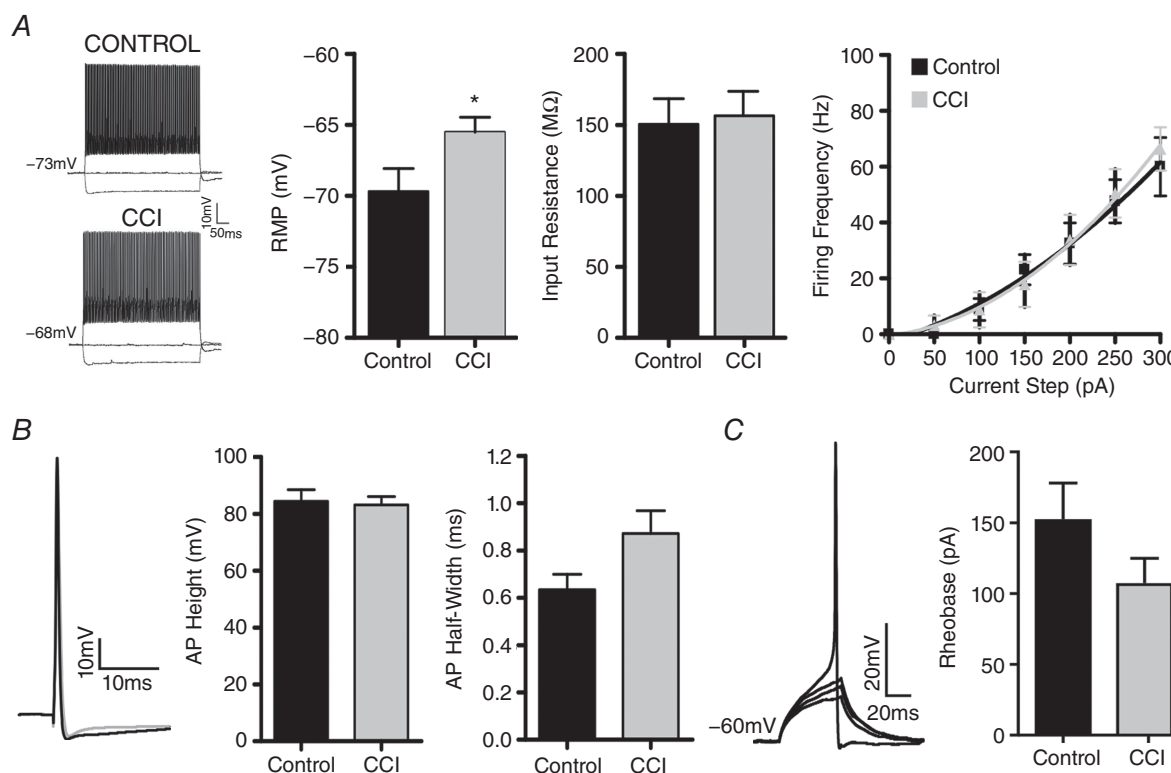 A
CONTROL
−73mV
10mV
50ms
CCI
−68mV
RMP (mV)
−60
−65
−70
−75
−80
*
Control CCI
Input Resistance (MΩ)
200
150
100
50
0
Control CCI
Firing Frequency (Hz)
100
80
60
40
20
0
Control
CCI
0 50 100 150 200 250 300
Current Step (pA)
B
10mV
10ms
AP Height (mV)
100
80
60
40
20
0
Control CCI
AP Half-Width (ms)
1.2
1.0
0.8
0.6
0.4
0.2
0.0
Control CCI
C
−60mV
20mV
20ms
Rheobase (pA)
200
150
100
50
0
Control CCI